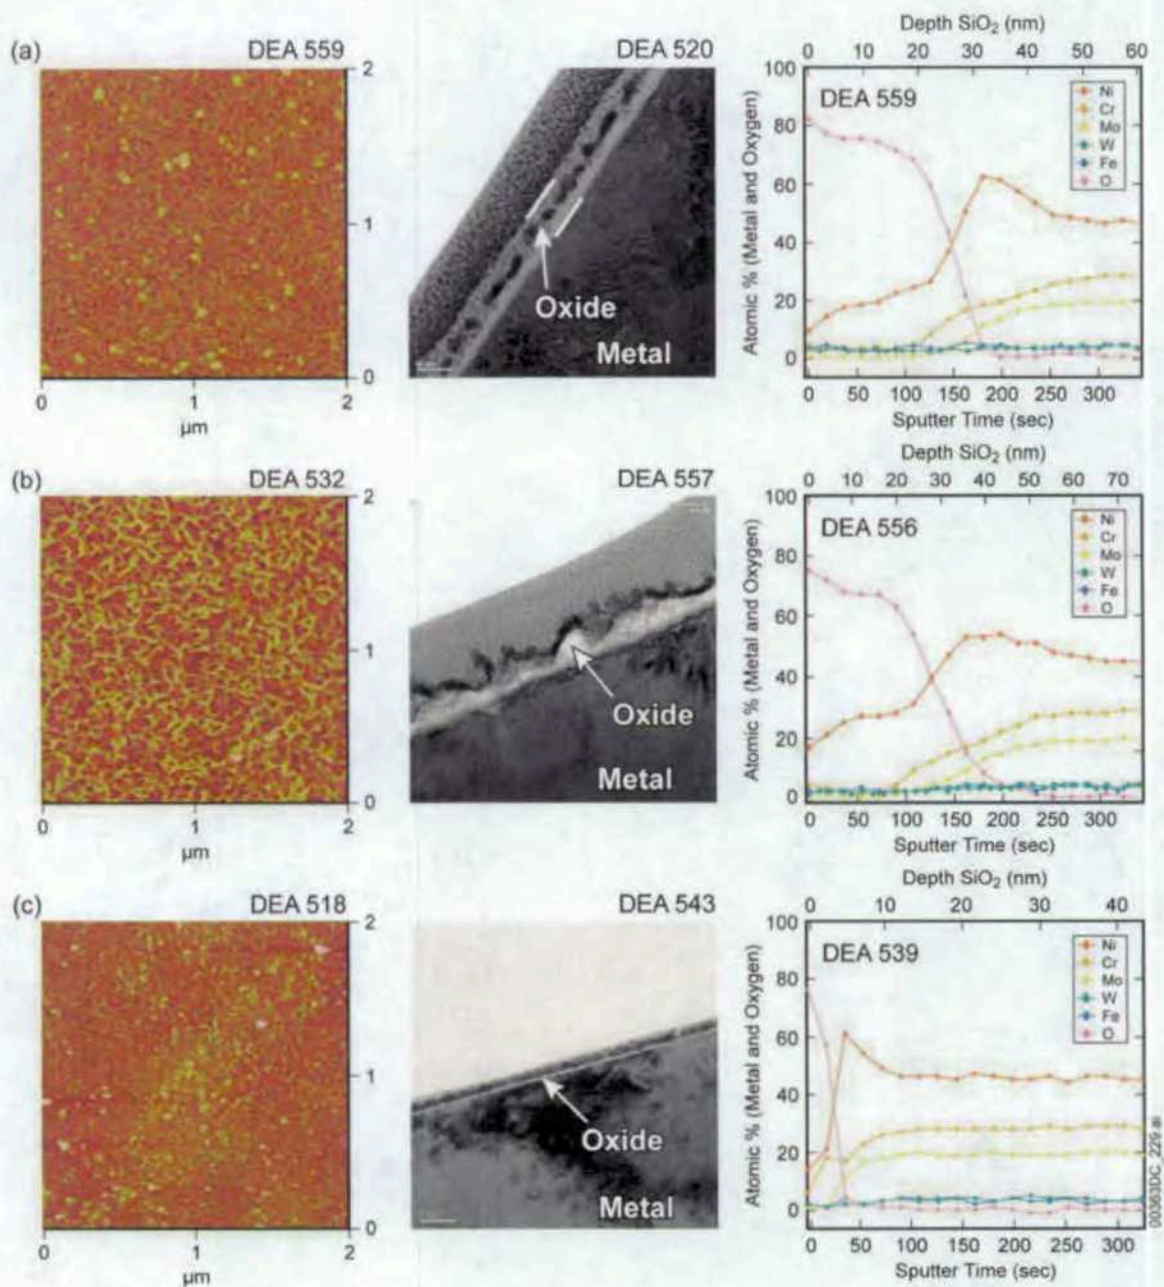 (a)
DEA 559
2
1
0
0
1
2
µm
DEA 520
Oxide
Metal
Depth SiO2 (nm)
0 10 20 30 40 50 60
100
80
60
40
20
0
Atomic % (Metal and Oxygen)
DEA 559
Ni
Cr
Mo
W
Fe
O
0 50 100 150 200 250 300
Sputter Time (sec)
(b)
DEA 532
2
1
0
0
1
2
µm
DEA 557
Oxide
Metal
Depth SiO2 (nm)
0 10 20 30 40 50 60 70
100
80
60
40
20
0
Atomic % (Metal and Oxygen)
DEA 556
Ni
Cr
Mo
W
Fe
O
0 50 100 150 200 250 300
Sputter Time (sec)
(c)
DEA 518
2
1
0
0
1
2
µm
DEA 543
Oxide
Metal
Depth SiO2 (nm)
0 10 20 30 40
100
80
60
40
20
0
Atomic % (Metal and Oxygen)
DEA 539
Ni
Cr
Mo
W
Fe
O
0 50 100 150 200 250 300
Sputter Time (sec)
00363DC_229 ai